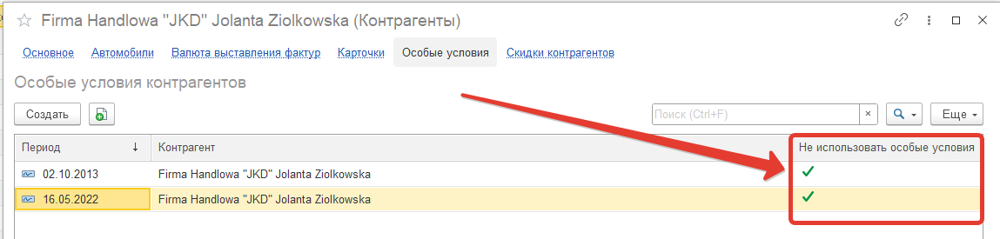 Firma Handlowa "JKD" Jolanta Ziolkowska (Контрагенты)
Основное Автомобили Валюта выставления фактур Карточки Особые условия Скидки контрагентов
Особые условия контрагентов
Создать Поиск (Ctrl+F) × Еще
Период ↓ Контрагент Не использовать особые условия
02.10.2013 Firma Handlowa "JKD" Jolanta Ziolkowska
16.05.2022 Firma Handlowa "JKD" Jolanta Ziolkowska